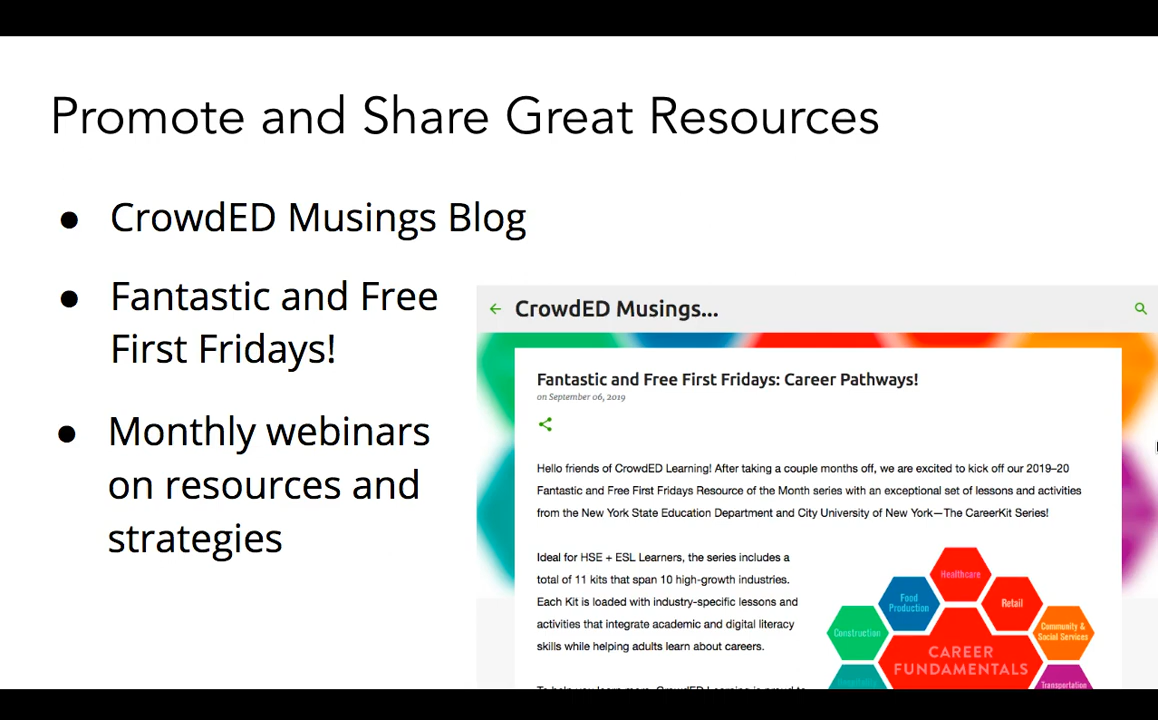 Promote and Share Great Resources
● CrowdED Musings Blog
● Fantastic and Free
First Fridays!
● Monthly webinars
on resources and
strategies
CrowdED Musings...
Fantastic and Free First Fridays: Career Pathways!
on September 06, 2019
Hello friends of CrowdED Learning! After taking a couple months off, we are excited to kick off our 2019–20
Fantastic and Free First Fridays Resource of the Month series with an exceptional set of lessons and activities
from the New York State Education Department and City University of New York—The CareerKit Series!
Ideal for HSE + ESL Learners, the series includes a
total of 11 kits that span 10 high-growth industries.
Each Kit is loaded with industry-specific lessons and
activities that integrate academic and digital literacy
skills while helping adults learn about careers.
Healthcare
Food
Production
Retail
Construction
Community &
Social Services
CAREER
FUNDAMENTALS
Transportation